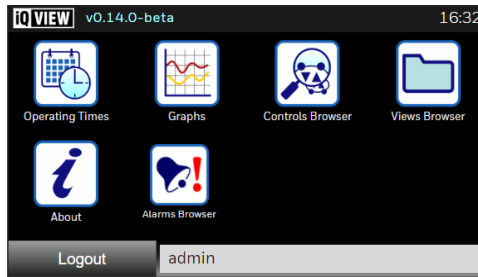 iQ VIEW v0.14.0-beta 16:32
Operating Times Graphs Controls Browser Views Browser
About Alarms Browser
Logout admin